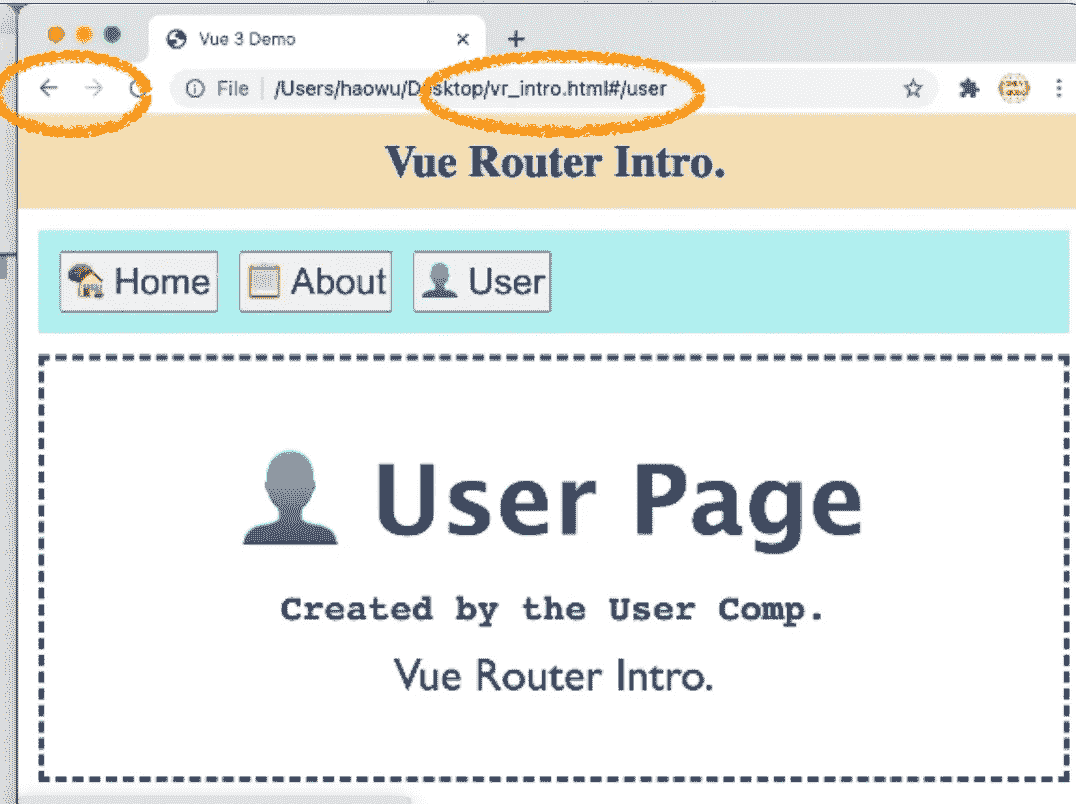 Vue 3 Demo
File /Users/haowu/Desktop/vr_intro.html#/user
Vue Router Intro.
Home About User
User Page
Created by the User Comp.
Vue Router Intro.